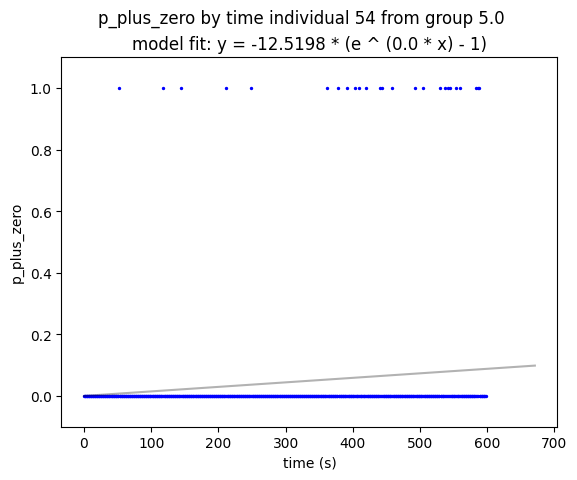 p_plus_zero by time individual 54 from group 5.0
model fit: y = -12.5198 * (e ^ (0.0 * x) - 1)
1.0
0.8
0.6
0.4
0.2
0.0
p_plus_zero
0 100 200 300 400 500 600 700
time (s)